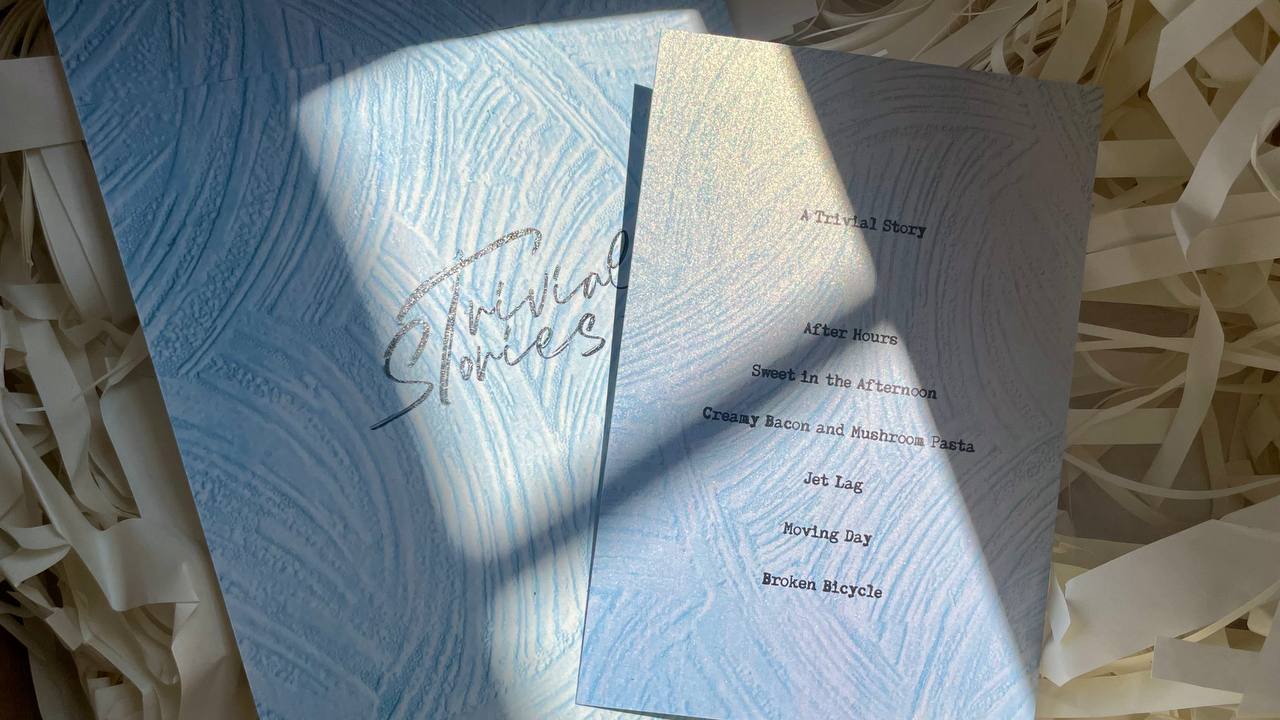 Trivial
Stories
A Trivial Story
After Hours
Sweet in the Afternoon
Creamy Bacon and Mushroom Pasta
Jet Lag
Moving Day
Broken Bicycle